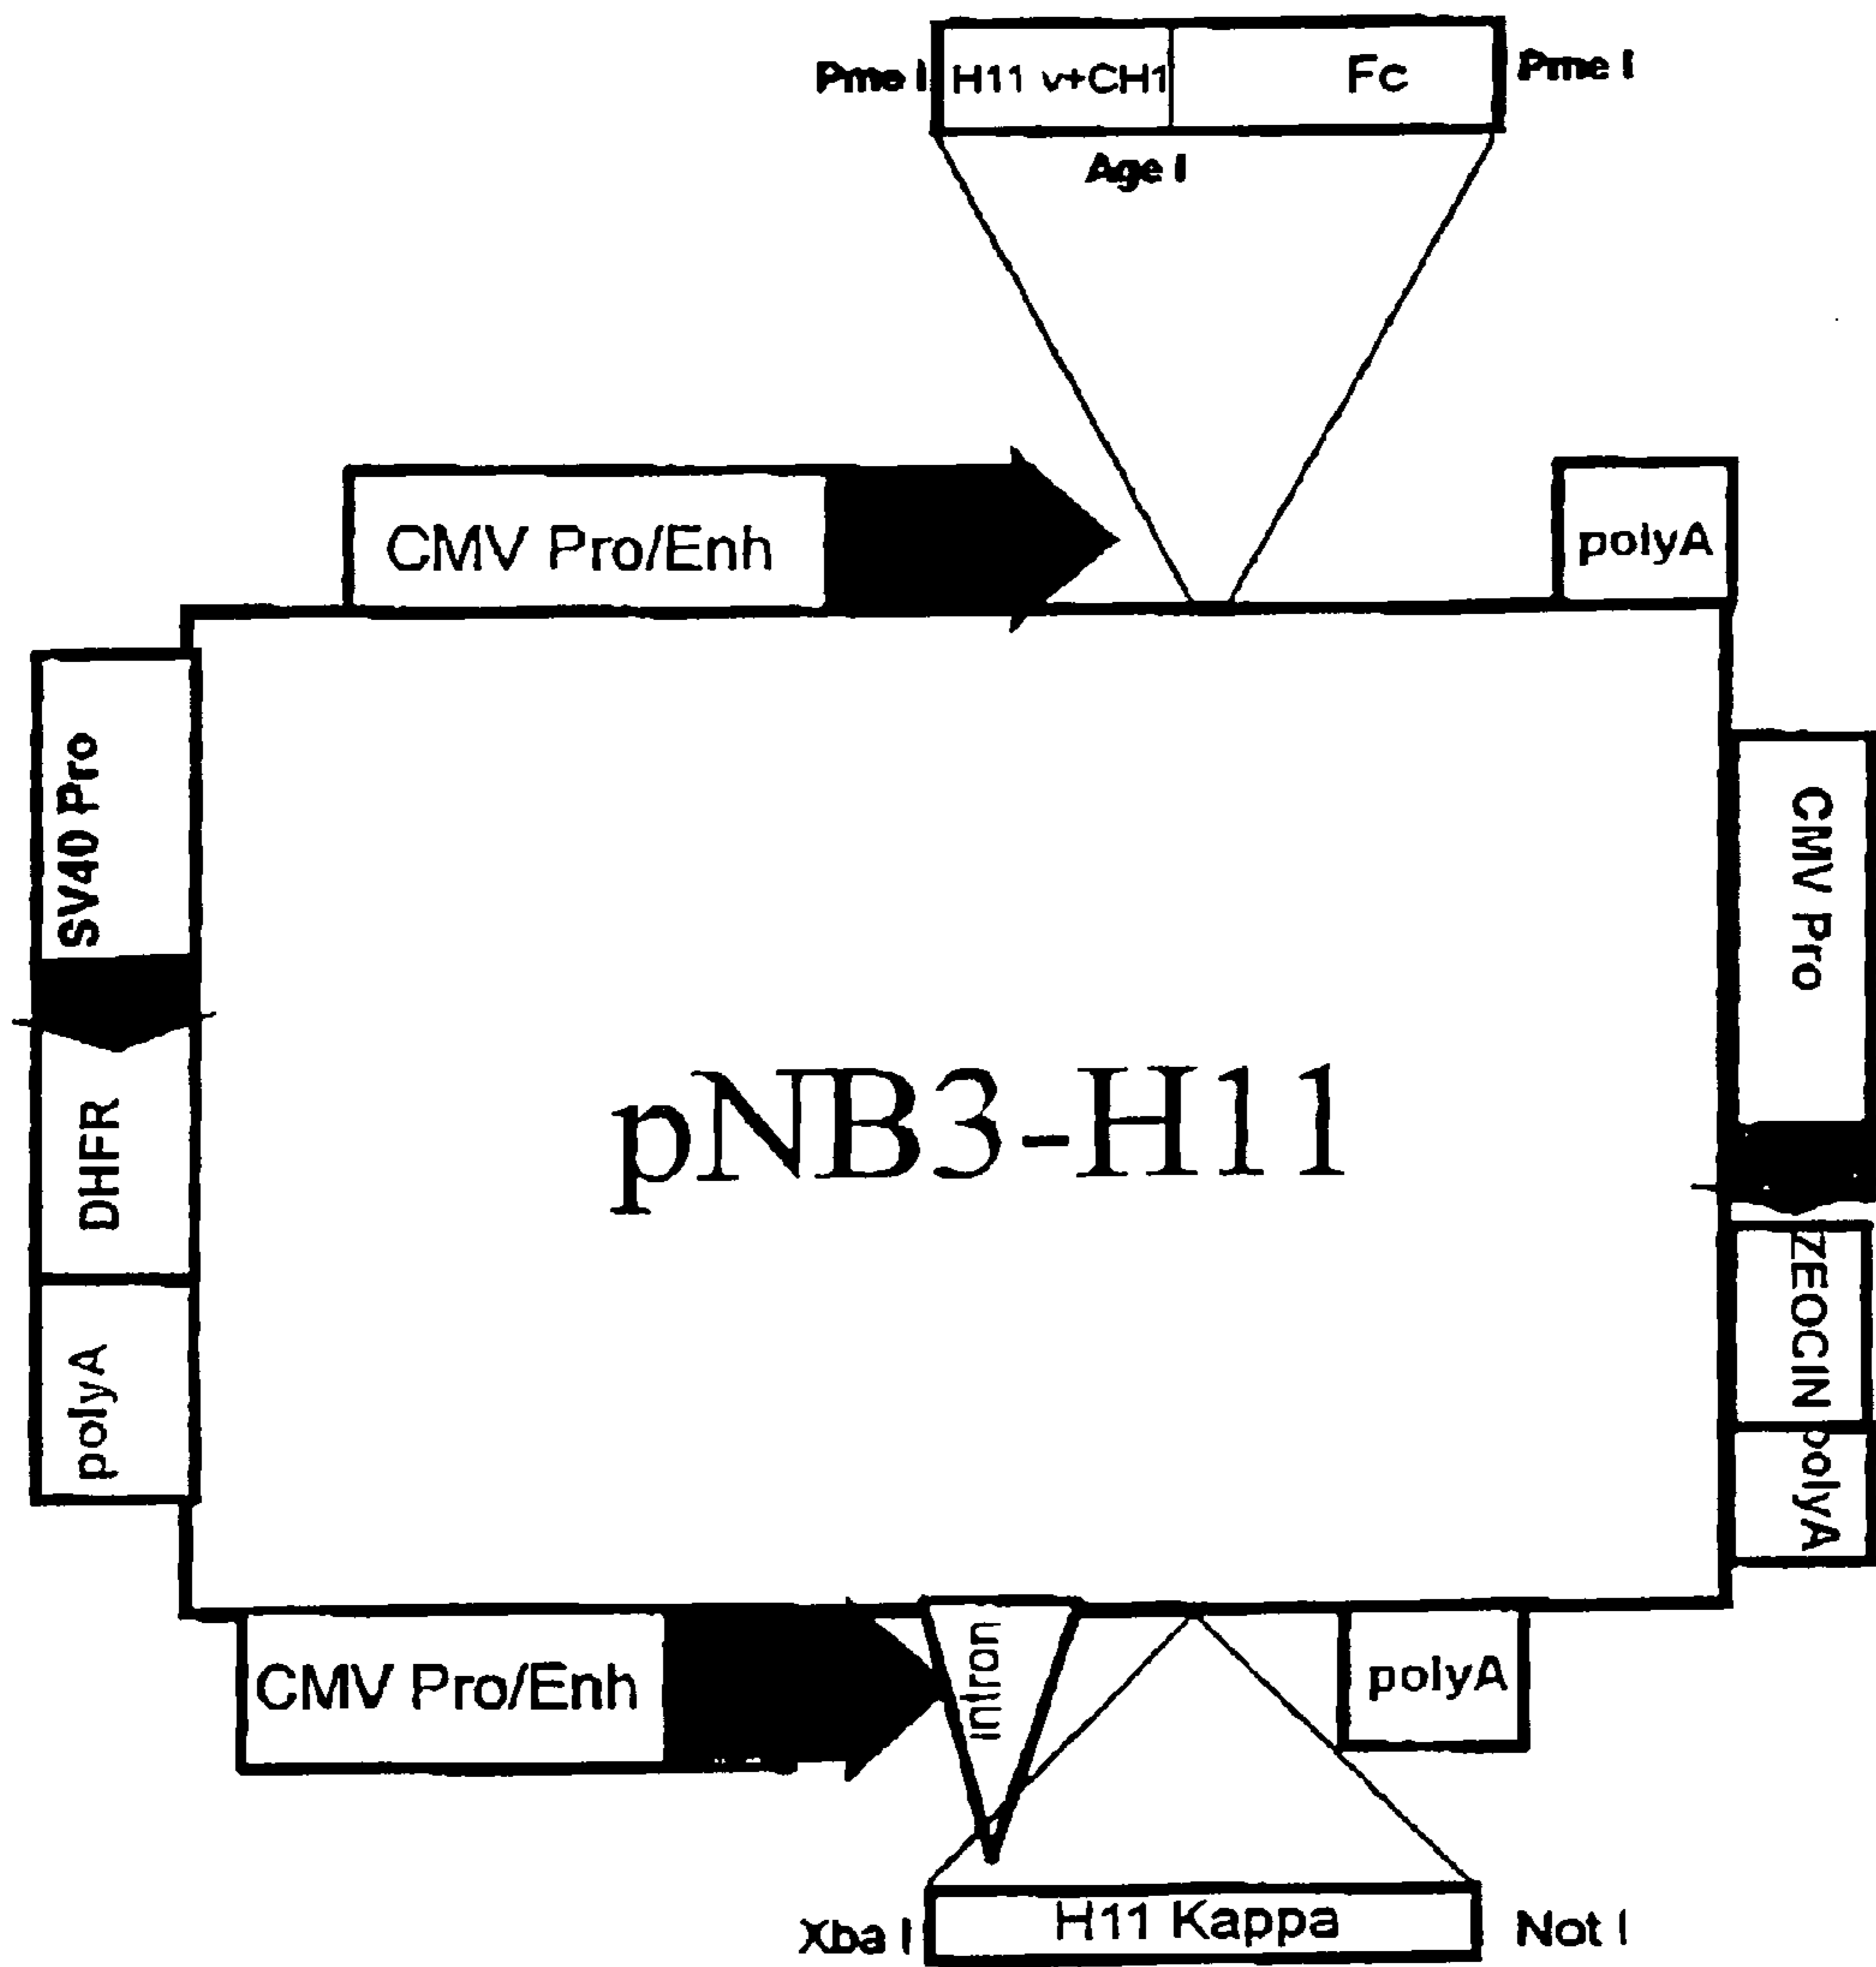 Pme I
H11 v+CH1
Fc
Pme I
Age I
CMV Pro/Enh
polyA
SV40 Pro
CMV Pro
pNB3-H11
DHFR
ZEOCIN
polyA
polyA
CMV Pro/Enh
intron
polyA
Xba I
H11 Kappa
Not I